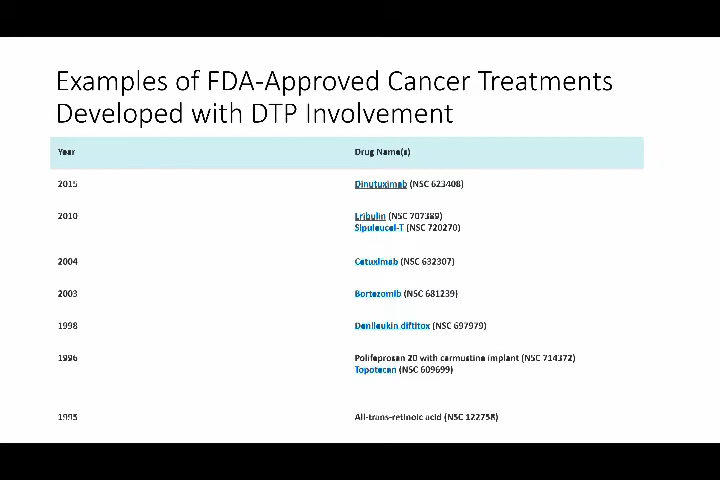 Examples of FDA-Approved Cancer Treatments
Developed with DTP Involvement
Year Drug Name(s)
2015 Dinutuximab (NSC 623408)
2010 Lribulin (NSC 707389)
Sipuleucel-T (NSC 720270)
2004 Cetuximab (NSC 632307)
2003 Bortezomib (NSC 681239)
1998 Denileukin diftitox (NSC 697979)
1996 Polifeprosan 20 with carmustine implant (NSC 714372)
Topotecan (NSC 609699)
1995 All-trans-retinoic acid (NSC 122758)